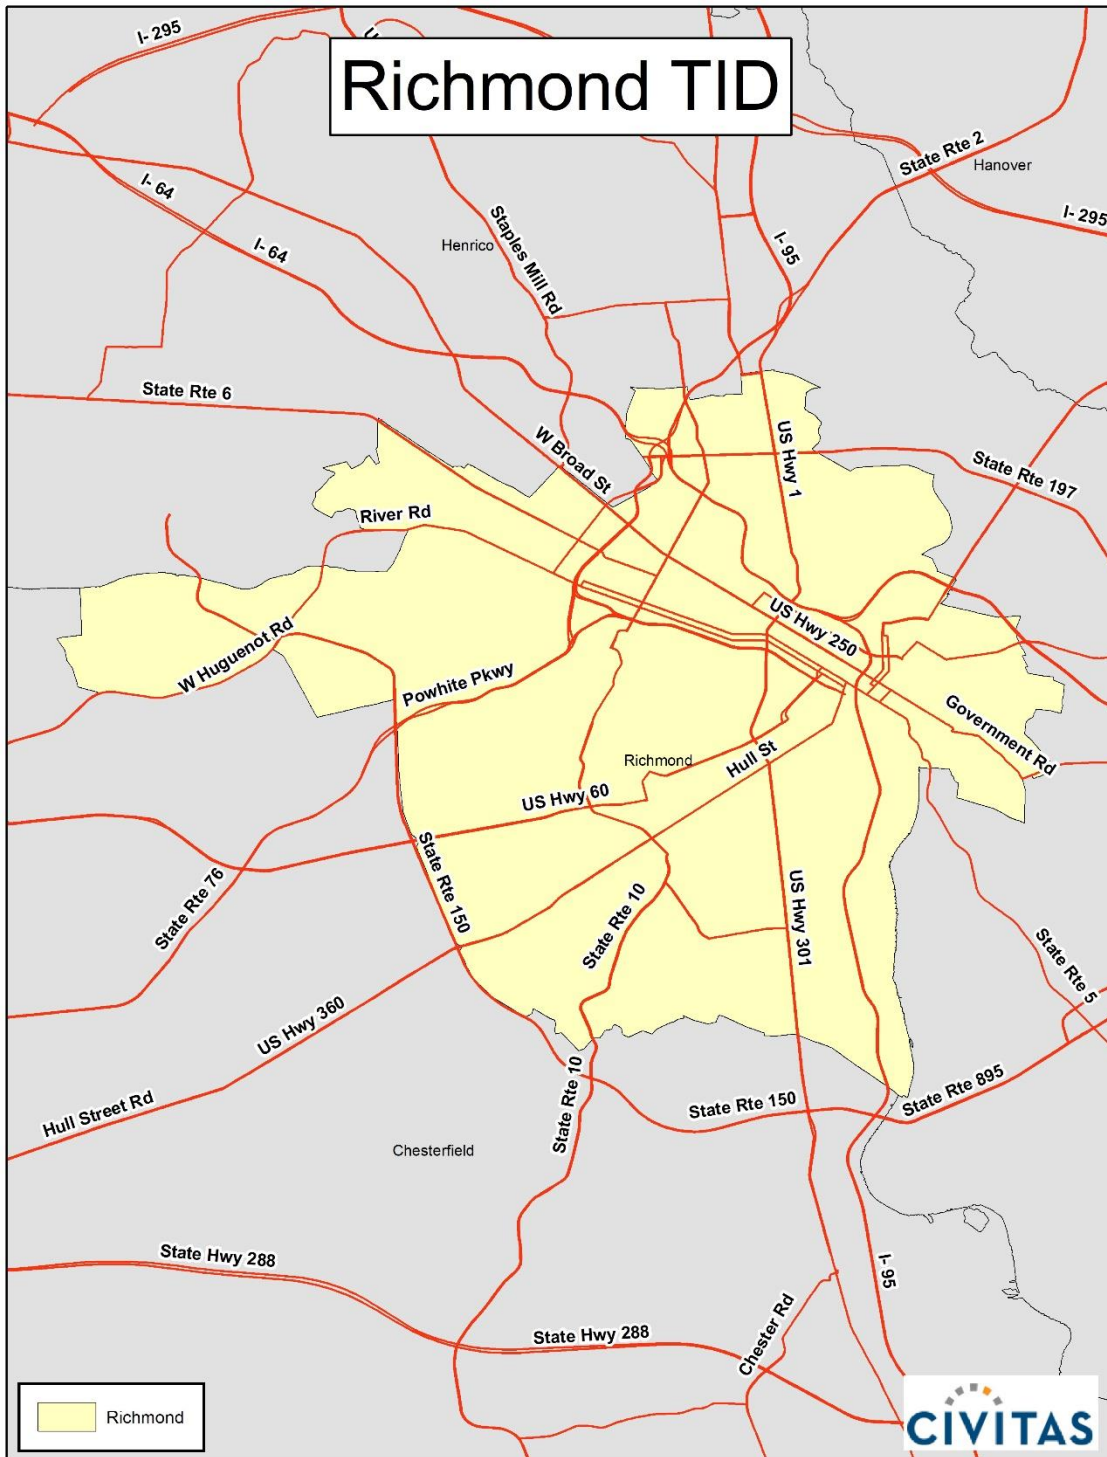 Richmond TID
I- 295
U
State Rte 2
Hanover
I- 64
I- 295
Staples Mill Rd
I- 95
Henrico
I- 64
State Rte 6
W Broad St
US Hwy 1
State Rte 197
River Rd
US Hwy 250
W Huguenot Rd
Powhite Pkwy
Government Rd
Richmond
Hull St
US Hwy 60
State Rte 150
State Rte 76
State Rte 10
US Hwy 301
State Rte 5
US Hwy 360
State Rte 10
State Rte 895
State Rte 150
Hull Street Rd
Chesterfield
State Hwy 288
I- 95
Chester Rd
State Hwy 288
Richmond
CIVITAS